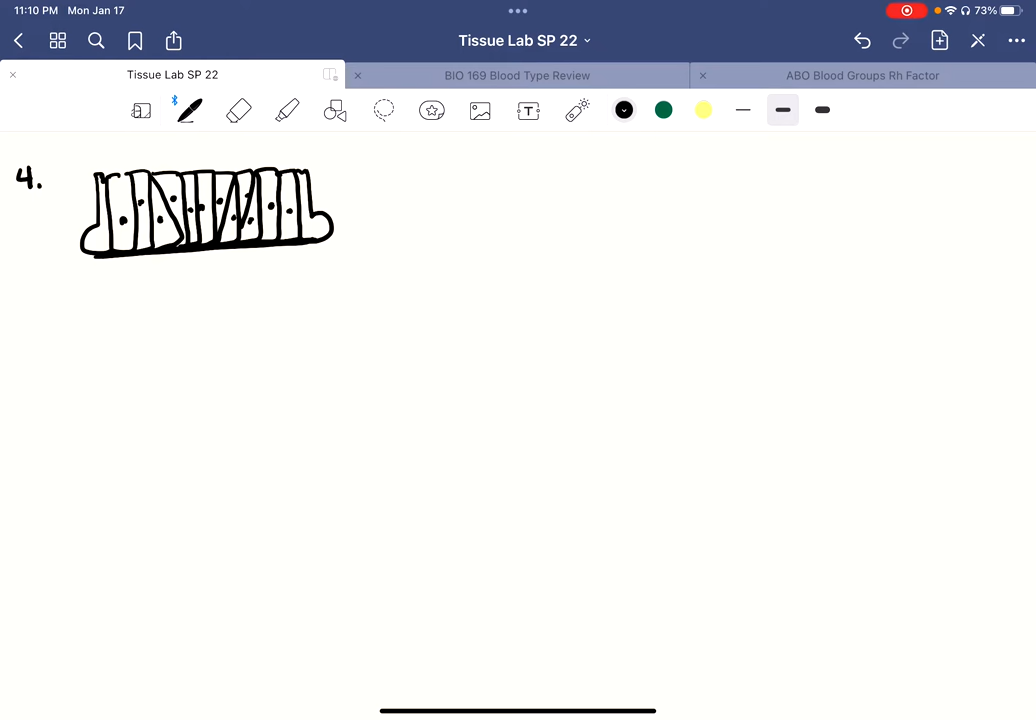 11:10 PM Mon Jan 17
73%
Tissue Lab SP 22
Tissue Lab SP 22
BIO 169 Blood Type Review
ABO Blood Groups Rh Factor
T
4.